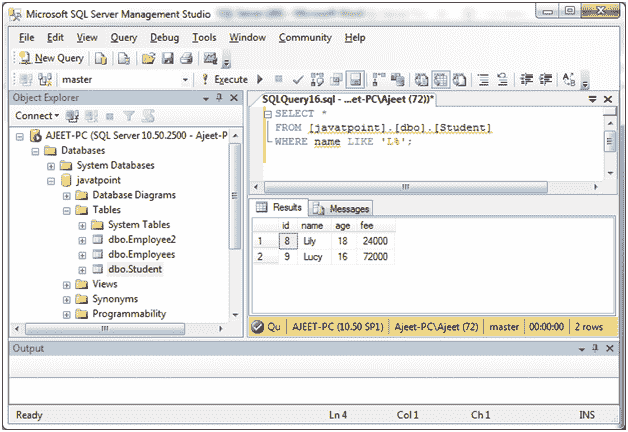 Microsoft SQL Server Management Studio
File Edit View Query Debug Tools Window Community Help
New Query
master
Execute
Object Explorer
Connect
AJEET-PC (SQL Server 10.50.2500 - Ajeet-P
Databases
System Databases
javatpoint
Database Diagrams
Tables
System Tables
dbo.Employee2
dbo.Employees
dbo.Student
Views
Synonyms
Programmability
SQLQuery16.sql - ...et-PC\Ajeet (72))*
SELECT *
FROM [javatpoint].[dbo].[Student]
WHERE name LIKE 'L%';
Results Messages
id name age fee
1 8 Lily 18 24000
2 9 Lucy 16 72000
Qu AJEET-PC (10.50 SP1) Ajeet-PC\Ajeet (72) master 00:00:00 2 rows
Output
Ready Ln 4 Col 1 Ch 1 INS